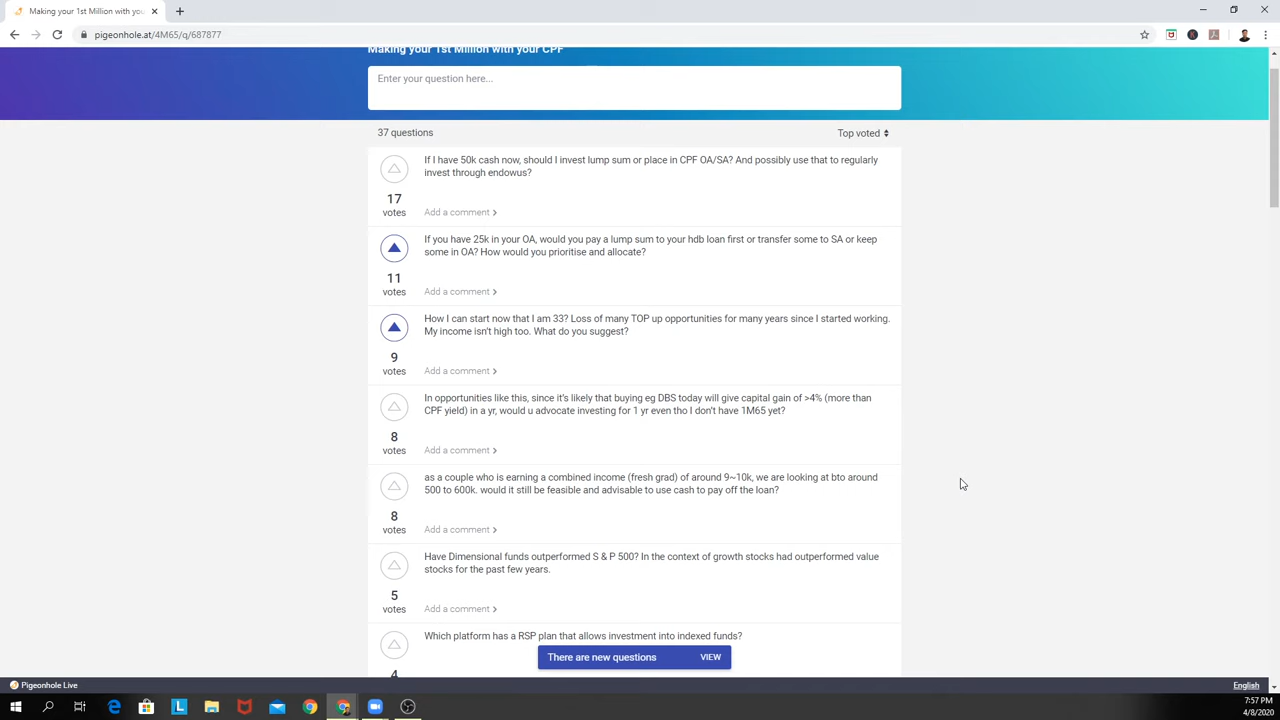 Making your 1st Million with you
pigeonhole.at/4M65/q/687877
Making your 1st Million with your CPF
Enter your question here...
37 questions
Top voted
If I have 50k cash now, should I invest lump sum or place in CPF OA/SA? And possibly use that to regularly
invest through endowus?
17
votes
Add a comment
If you have 25k in your OA, would you pay a lump sum to your hdb loan first or transfer some to SA or keep
some in OA? How would you prioritise and allocate?
11
votes
Add a comment
How I can start now that I am 33? Loss of many TOP up opportunities for many years since I started working.
My income isn't high too. What do you suggest?
9
votes
Add a comment
In opportunities like this, since it's likely that buying eg DBS today will give capital gain of >4% (more than
CPF yield) in a yr, would u advocate investing for 1 yr even tho I don't have 1M65 yet?
8
votes
Add a comment
as a couple who is earning a combined income (fresh grad) of around 9~10k, we are looking at bto around
500 to 600k. would it still be feasible and advisable to use cash to pay off the loan?
8
votes
Add a comment
Have Dimensional funds outperformed S & P 500? In the context of growth stocks had outperformed value
stocks for the past few years.
5
votes
Add a comment
Which platform has a RSP plan that allows investment into indexed funds?
4
There are new questions
VIEW
Pigeonhole Live
English
7:57 PM
4/8/2020